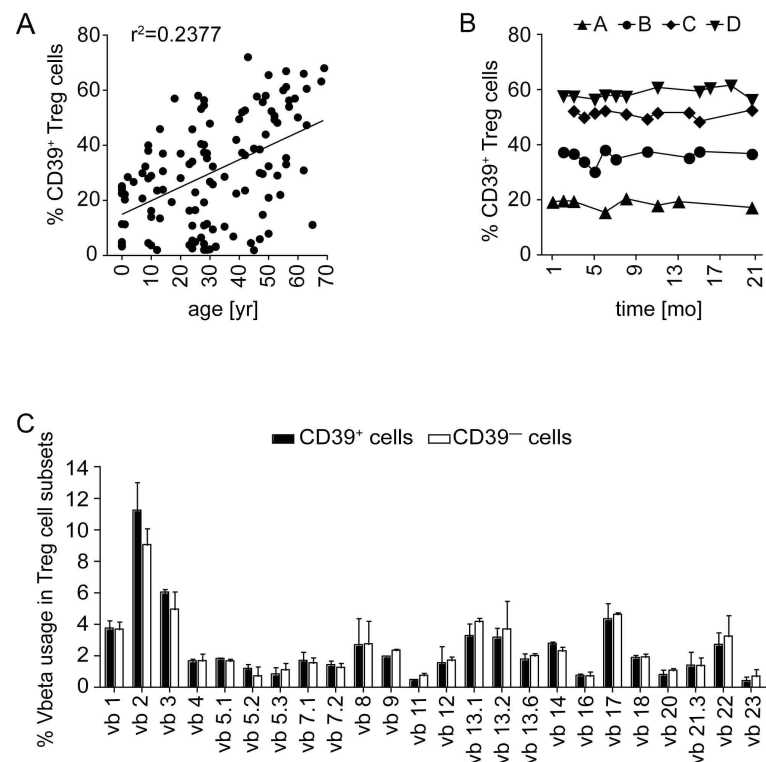 A
r²=0.2377
% CD39⁺ Treg cells
80
60
40
20
0
0
10
20
30
40
50
60
70
age [yr]
B
A B C D
% CD39⁺ Treg cells
80
60
40
20
0
1
5
9
13
17
21
time [mo]
C
CD39⁺ cells CD39⁻ cells
% Vbeta usage in Treg cell subsets
14
12
10
8
6
4
2
0
vb 1
vb 2
vb 3
vb 4
vb 5.1
vb 5.2
vb 5.3
vb 7.1
vb 7.2
vb 8
vb 9
vb 11
vb 12
vb 13.1
vb 13.2
vb 13.6
vb 14
vb 16
vb 17
vb 18
vb 20
vb 21.3
vb 22
vb 23